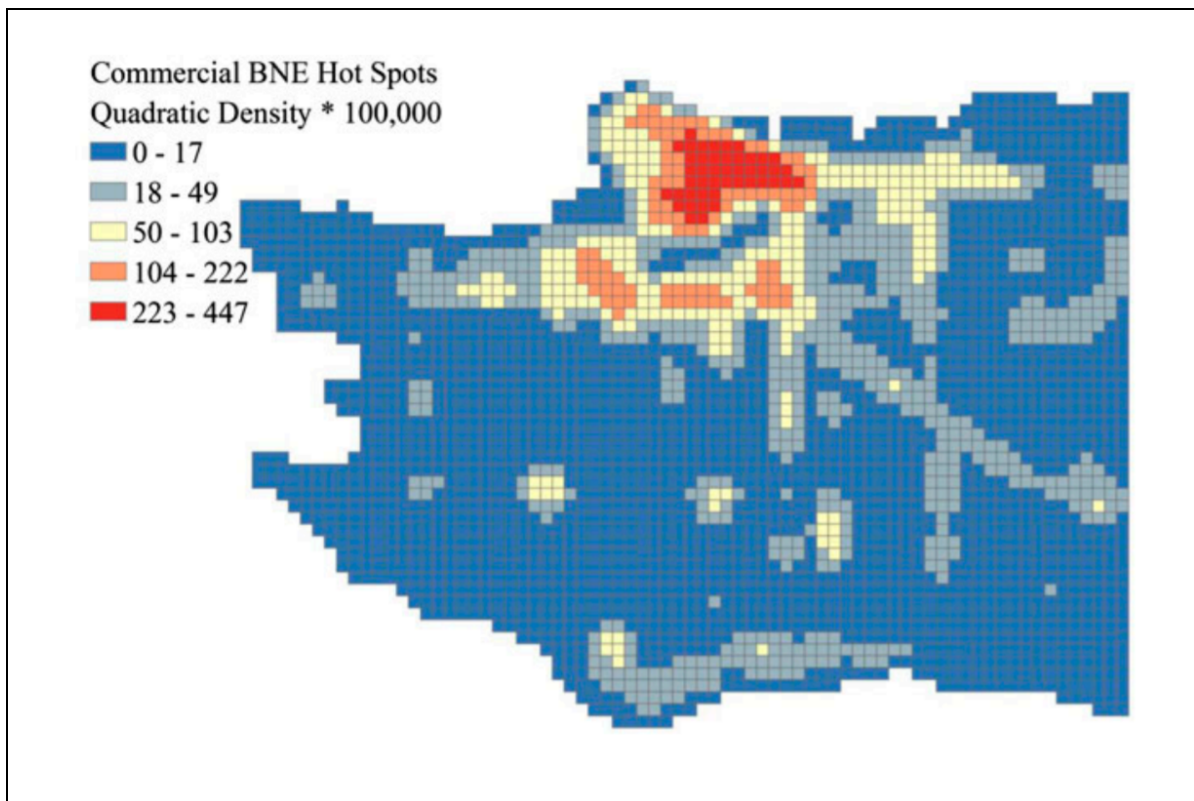 Commercial BNE Hot Spots
Quadratic Density * 100,000
0 - 17
18 - 49
50 - 103
104 - 222
223 - 447